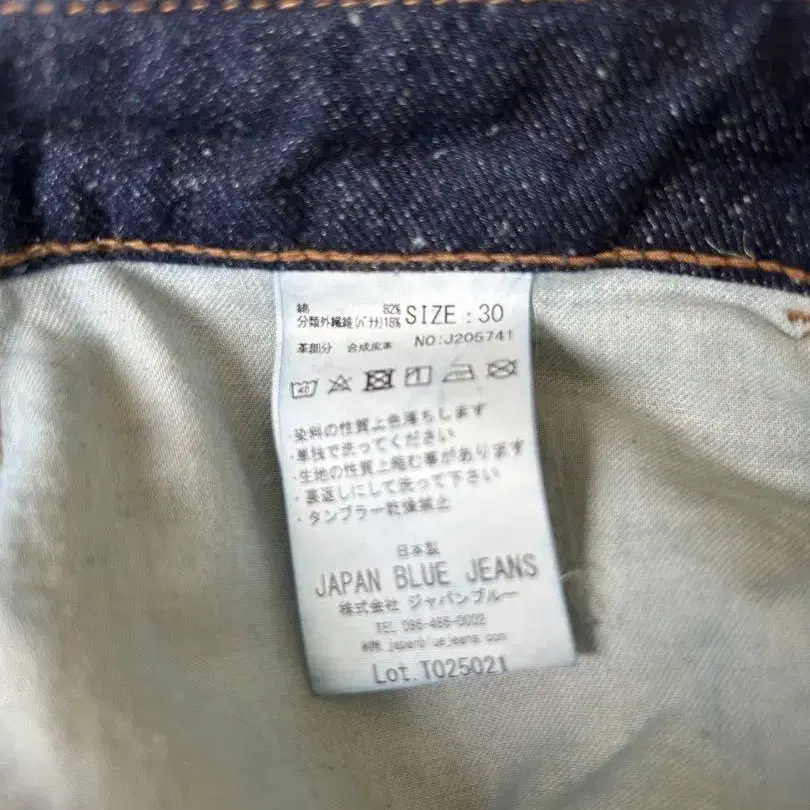 綿 82%
分類外繊維(バナナ) 18% SIZE : 30
革部分 合成皮革 NO:J205741
40
・染料の性質上色落ちします
・単独で洗ってください
・生地の性質上縮む事があります
・裏返しにして洗って下さい
・タンブラー乾燥禁止
日本製
JAPAN BLUE JEANS
株式会社 ジャパンブルー
TEL 086-486-0002
WWW.japanbluejeans.com
Lot.T025021